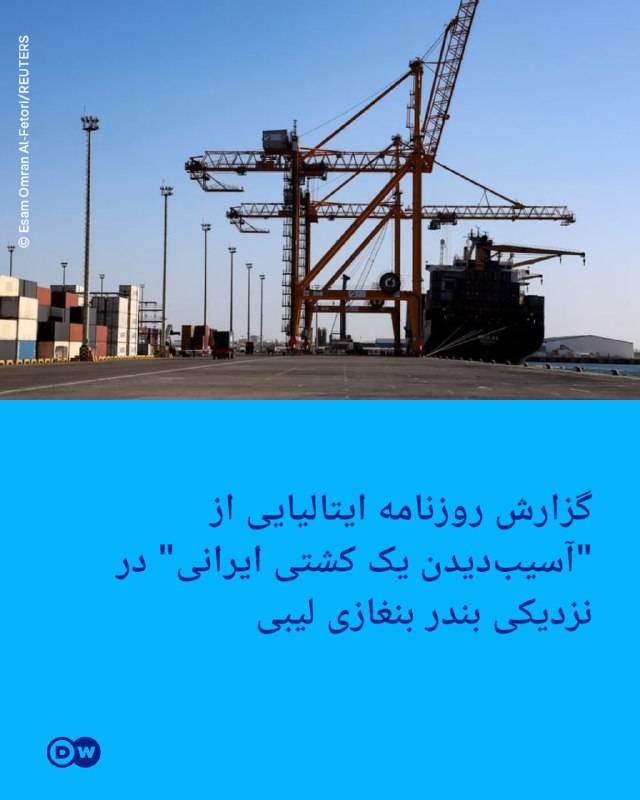 © Esam Omran Al-Fetori/REUTERS
گزارش روزنامه ایتالیایی از
"آسیب‌دیدن یک کشتی ایرانی" در
نزدیکی بندر بنغازی لیبی
DW